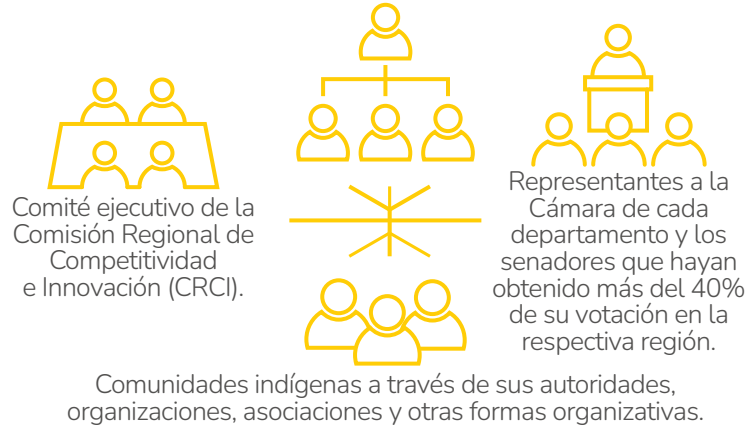 Comité ejecutivo de la
Comisión Regional de
Competitividad
e Innovación (CRCI).
Representantes a la
Cámara de cada
departamento y los
senadores que hayan
obtenido más del 40%
de su votación en la
respectiva región.
Comunidades indígenas a través de sus autoridades,
organizaciones, asociaciones y otras formas organizativas.